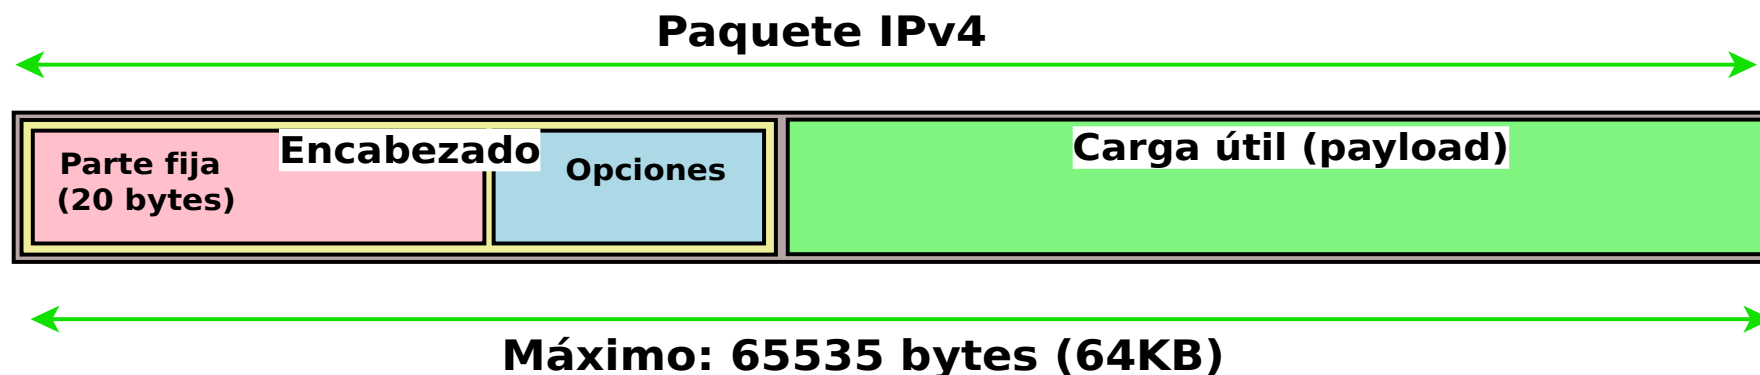 Paquete IPv4
Encabezado
Parte fija
(20 bytes)
Opciones
Carga útil (payload)
Máximo: 65535 bytes (64KB)